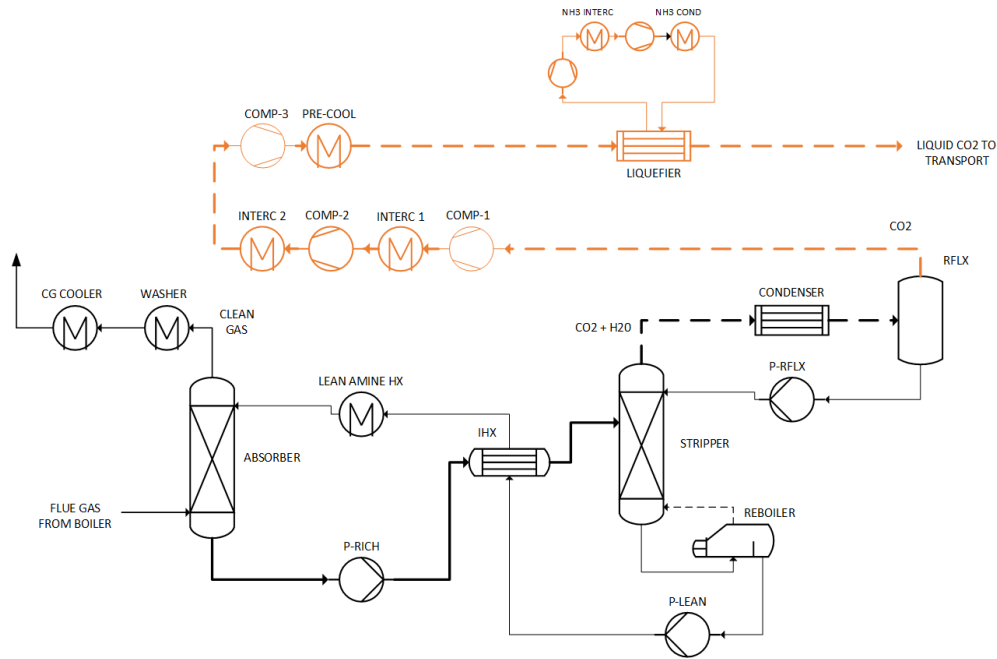 NH3 INTERC
NH3 COND
COMP-3
PRE-COOL
LIQUEFIER
LIQUID CO2 TO
TRANSPORT
INTERC 2
COMP-2
INTERC 1
COMP-1
CO2
RFLX
CG COOLER
WASHER
CLEAN
GAS
CONDENSER
CO2 + H20
P-RFLX
LEAN AMINE HX
IHX
STRIPPER
ABSORBER
FLUE GAS
FROM BOILER
REBOILER
P-RICH
P-LEAN